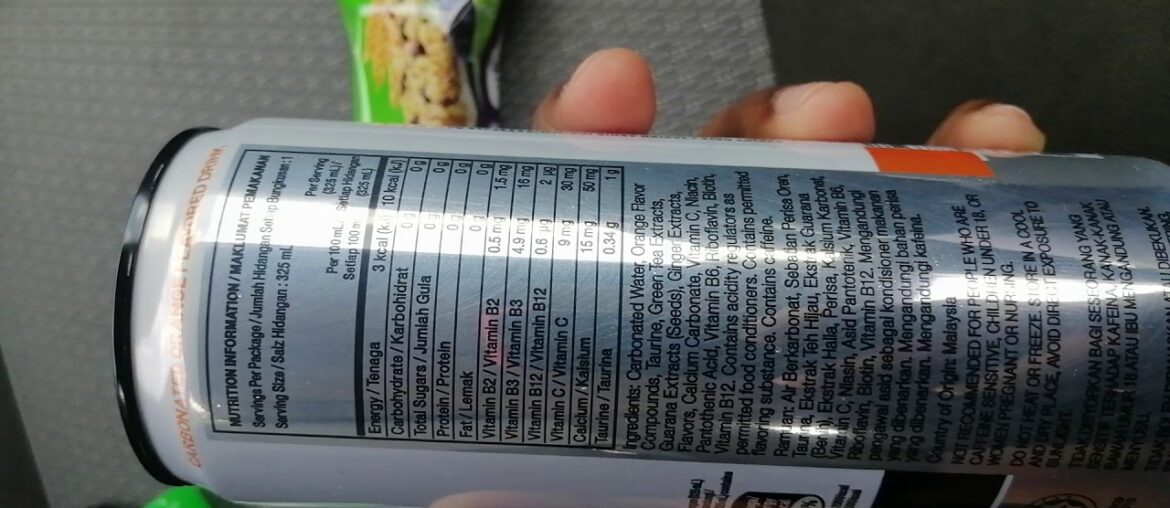 CARBONATED ORANGE FLAVORED DRINK
NUTRITION INFORMATION / MAKLUMAT PEMAKANAN
Servings Per Package / Jumlah Hidangan Setiap Bungkusan : 1
Serving Size / Saiz Hidangan : 325 mL
Per 100 mL Per Serving
Setiap 100 m (325 mL) /
Setiap Hidangan
(325 mL)
Energy / Tenaga 3 kcal (kJ) 10 kcal (kJ)
Carbohydrate / Karbohidrat 0 g 0 g
Total Sugars / Jumlah Gula 0 g 0 g
Protein / Protein 0 g 0 g
Fat / Lemak 0 g 0 g
Vitamin B2 / Vitamin B2 0.5 mg 1.5 mg
Vitamin B3 / Vitamin B3 4.9 mg 16 mg
Vitamin B12 / Vitamin B12 0.6 µg 2 µg
Vitamin C / Vitamin C 9 mg 30 mg
Calcium / Kalsium 15 mg 50 mg
Taurine / Taurina 0.34 g 1 g
Ingredients: Carbonated Water, Orange Flavor
Compounds, Taurine, Green Tea Extracts,
Guarana Extracts (Seeds), Ginger Extracts,
Flavors, Calcium Carbonate, Vitamin C, Niacin,
Pantothenic Acid, Vitamin B6, Riboflavin, Biotin,
Vitamin B12. Contains acidity regulators as
permitted food conditioners. Contains permitted
flavoring substance. Contains caffeine.
Ramuan: Air Berkarbonat, Sebatian Perisa Oren,
Taurina, Ekstrak Teh Hijau, Ekstrak Guarana
Ekstrak Halia, Perisa, Kalsium Karbonat,
Vitamin C, Niasin, Asid Pantotenik, Vitamin B6,
Riboflavin, Biotin, Vitamin B12. Mengandungi
pengawal asid sebagai kondisioner makanan
yang dibenarkan. Mengandungi bahan perisa
yang dibenarkan. Mengandungi kafeina.
Country of Origin: Malaysia
NOT RECOMMENDED FOR PEOPLE WHO ARE
CAFFEINE SENSITIVE, CHILDREN UNDER 18, OR
WOMEN PREGNANT OR NURSING.
DO NOT HEAT OR FREEZE. STORE IN A COOL
AND DRY PLACE. AVOID DIRECT EXPOSURE TO
SUNLIGHT.
TIDAK DISYORKAN BAGI SESEORANG YANG
SENSITIF TERHADAP KAFEINA, KANAK-KANAK
BAWAH UMUR 18, ATAU IBU MENGANDUNG ATAU
MENYUSU.